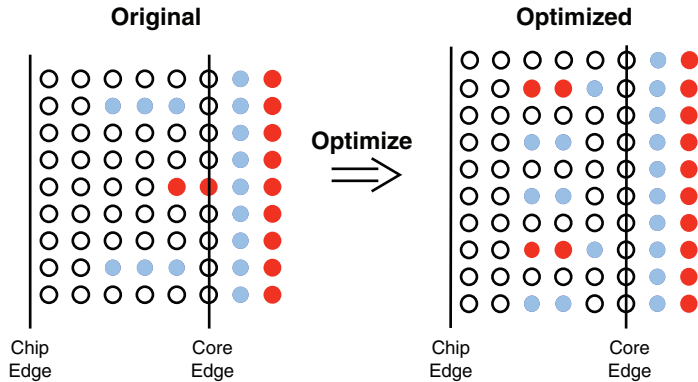 Original
Optimized
Optimize
Chip
Edge
Core
Edge
Chip
Edge
Core
Edge